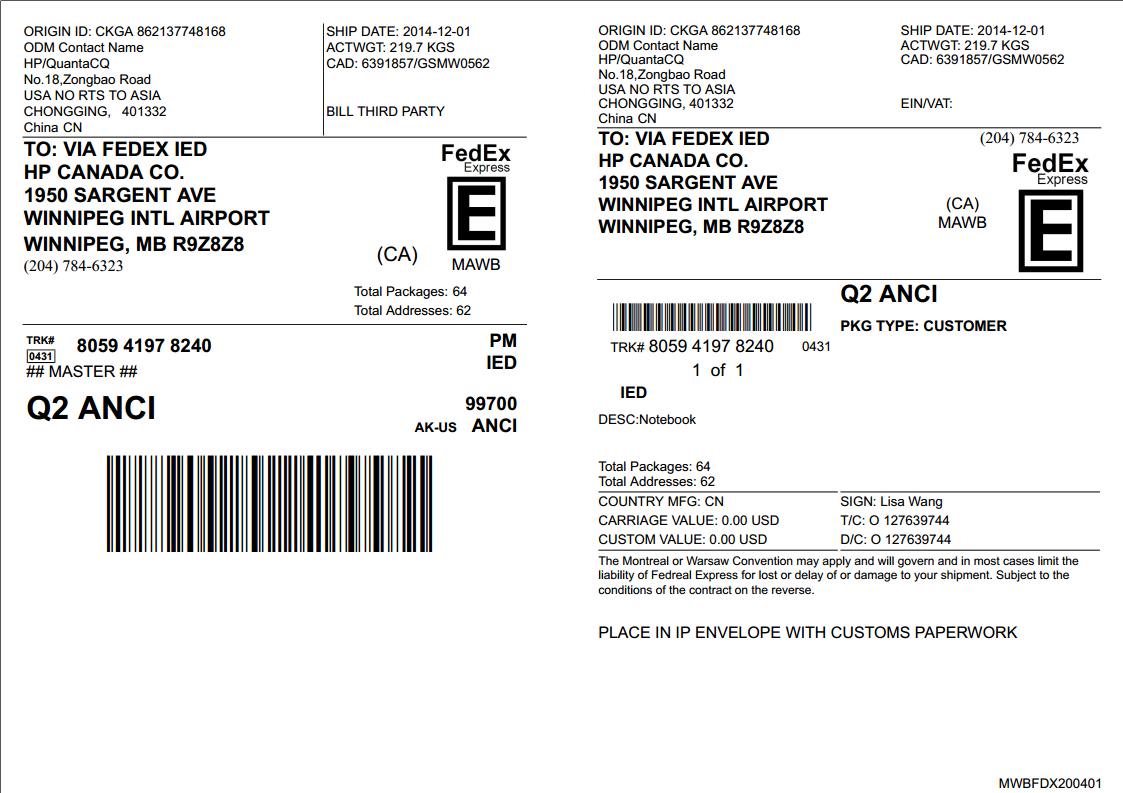 ORIGIN ID: CKGA 862137748168
ODM Contact Name
HP/QuantaCQ
No.18,Zongbao Road
USA NO RTS TO ASIA
CHONGGING, 401332
China CN
SHIP DATE: 2014-12-01
ACTWGT: 219.7 KGS
CAD: 6391857/GSMW0562
BILL THIRD PARTY
TO: VIA FEDEX IED
HP CANADA CO.
1950 SARGENT AVE
WINNIPEG INTL AIRPORT
WINNIPEG, MB R9Z8Z8
(204) 784-6323
(CA)
FedEx
Express
E
MAWB
Total Packages: 64
Total Addresses: 62
TRK#
0431
8059 4197 8240
## MASTER ##
PM
IED
Q2 ANCI
99700
AK-US ANCI
ORIGIN ID: CKGA 862137748168
ODM Contact Name
HP/QuantaCQ
No.18,Zongbao Road
USA NO RTS TO ASIA
CHONGGING, 401332
China CN
SHIP DATE: 2014-12-01
ACTWGT: 219.7 KGS
CAD: 6391857/GSMW0562
EIN/VAT:
TO: VIA FEDEX IED
HP CANADA CO.
1950 SARGENT AVE
WINNIPEG INTL AIRPORT
WINNIPEG, MB R9Z8Z8
(204) 784-6323
FedEx
Express
(CA)
MAWB
E
TRK# 8059 4197 8240 0431
1 of 1
IED
Q2 ANCI
PKG TYPE: CUSTOMER
DESC:Notebook
Total Packages: 64
Total Addresses: 62
COUNTRY MFG: CN
CARRIAGE VALUE: 0.00 USD
CUSTOM VALUE: 0.00 USD
SIGN: Lisa Wang
T/C: O 127639744
D/C: O 127639744
The Montreal or Warsaw Convention may apply and will govern and in most cases limit the
liability of Fedreal Express for lost or delay of or damage to your shipment. Subject to the
conditions of the contract on the reverse.
PLACE IN IP ENVELOPE WITH CUSTOMS PAPERWORK
MWBFDX200401